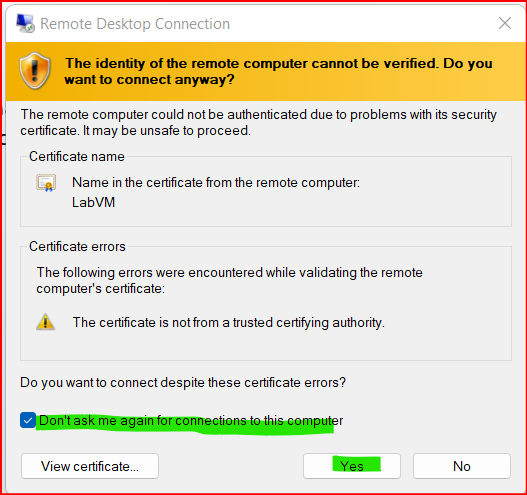 Remote Desktop Connection
The identity of the remote computer cannot be verified. Do you
want to connect anyway?
The remote computer could not be authenticated due to problems with its security
certificate. It may be unsafe to proceed.
Certificate name
Name in the certificate from the remote computer:
LabVM
Certificate errors
The following errors were encountered while validating the remote
computer's certificate:
The certificate is not from a trusted certifying authority.
Do you want to connect despite these certificate errors?
Don't ask me again for connections to this computer
View certificate...
Yes
No